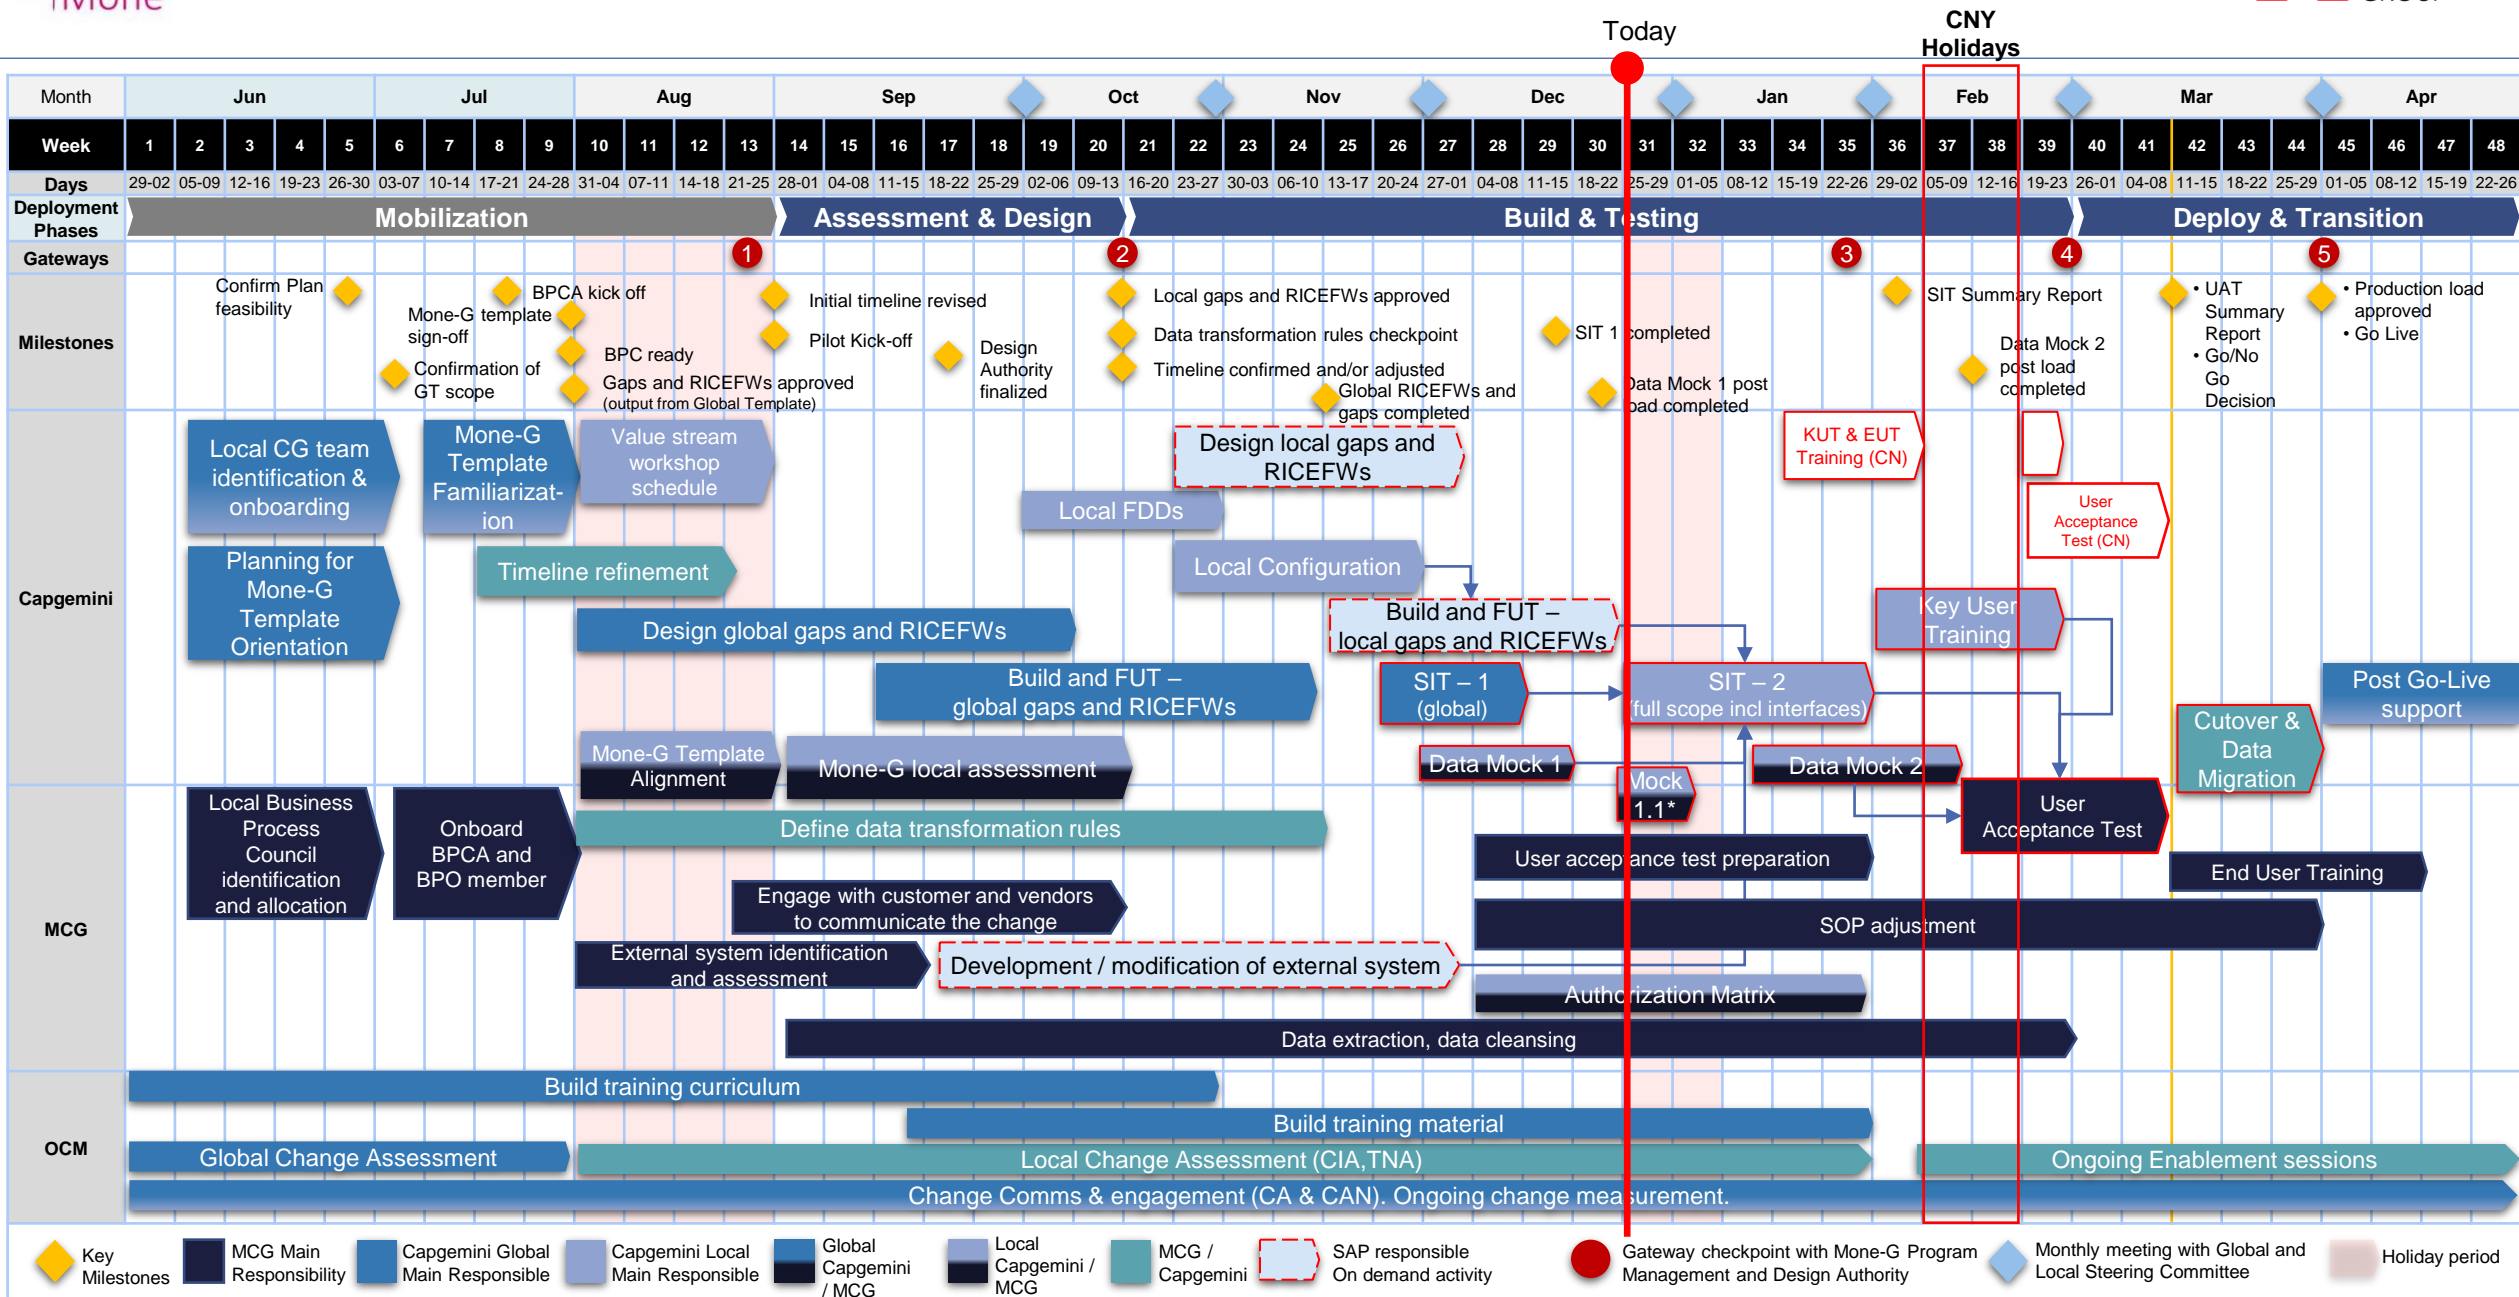 Today
CNY
Holidays
Month Jun Jul Aug Sep Oct Nov Dec Jan Feb Mar Apr
Week 1 2 3 4 5 6 7 8 9 10 11 12 13 14 15 16 17 18 19 20 21 22 23 24 25 26 27 28 29 30 31 32 33 34 35 36 37 38 39 40 41 42 43 44 45 46 47 48
Days 29-02 05-09 12-16 19-23 26-30 03-07 10-14 17-21 24-28 31-04 07-11 14-18 21-25 28-01 04-08 11-15 18-22 25-29 02-06 09-13 16-20 23-27 30-03 06-10 13-17 20-24 27-01 04-08 11-15 18-22 25-29 01-05 08-12 15-19 22-26 29-02 05-09 12-16 19-23 26-01 04-08 11-15 18-22 25-29 01-05 08-12 15-19 22-26
Deployment
Phases
Mobilization
Assessment & Design
Build & Testing
Deploy & Transition
Gateways
1
2
3
4
5
Milestones
Confirm Plan
feasibility
BPCA kick off
Mone-G template
sign-off
BPC ready
Confirmation of
GT scope
Gaps and RICEFWs approved
(output from Global Template)
Initial timeline revised
Pilot Kick-off
Design
Authority
finalized
Local gaps and RICEFWs approved
Data transformation rules checkpoint
Timeline confirmed and/or adjusted
Global RICEFWs and
gaps completed
SIT 1 completed
Data Mock 1 post
load completed
SIT Summary Report
Data Mock 2
post load
completed
• UAT
Summary
Report
• Go/No
Go
Decision
• Production load
approved
• Go Live
Capgemini
Local CG team
identification &
onboarding
Mone-G
Template
Familiarizat-
ion
Value stream
workshop
schedule
Design local gaps and
RICEFWs
KUT & EUT
Training (CN)
Local FDDs
User
Acceptance
Test (CN)
Planning for
Mone-G
Template
Orientation
Timeline refinement
Local Configuration
Design global gaps and RICEFWs
Build and FUT –
local gaps and RICEFWs
Key User
Training
Build and FUT –
global gaps and RICEFWs
SIT – 1
(global)
SIT – 2
(full scope incl interfaces)
Post Go-Live
support
Cutover &
Data
Migration
Mone-G Template
Alignment
Mone-G local assessment
Data Mock 1
Mock
1.1*
Data Mock 2
MCG
Local Business
Process
Council
identification
and allocation
Onboard
BPCA and
BPO member
Define data transformation rules
User
Acceptance Test
User acceptance test preparation
End User Training
Engage with customer and vendors
to communicate the change
SOP adjustment
External system identification
and assessment
Development / modification of external system
Authorization Matrix
Data extraction, data cleansing
OCM
Build training curriculum
Build training material
Global Change Assessment
Local Change Assessment (CIA,TNA)
Ongoing Enablement sessions
Change Comms & engagement (CA & CAN). Ongoing change measurement.
Key
Milestones
MCG Main
Responsibility
Capgemini Global
Main Responsible
Capgemini Local
Main Responsible
Global
Capgemini
/ MCG
Local
Capgemini /
MCG
MCG /
Capgemini
SAP responsible
On demand activity
Gateway checkpoint with Mone-G Program
Management and Design Authority
Monthly meeting with Global and
Local Steering Committee
Holiday period